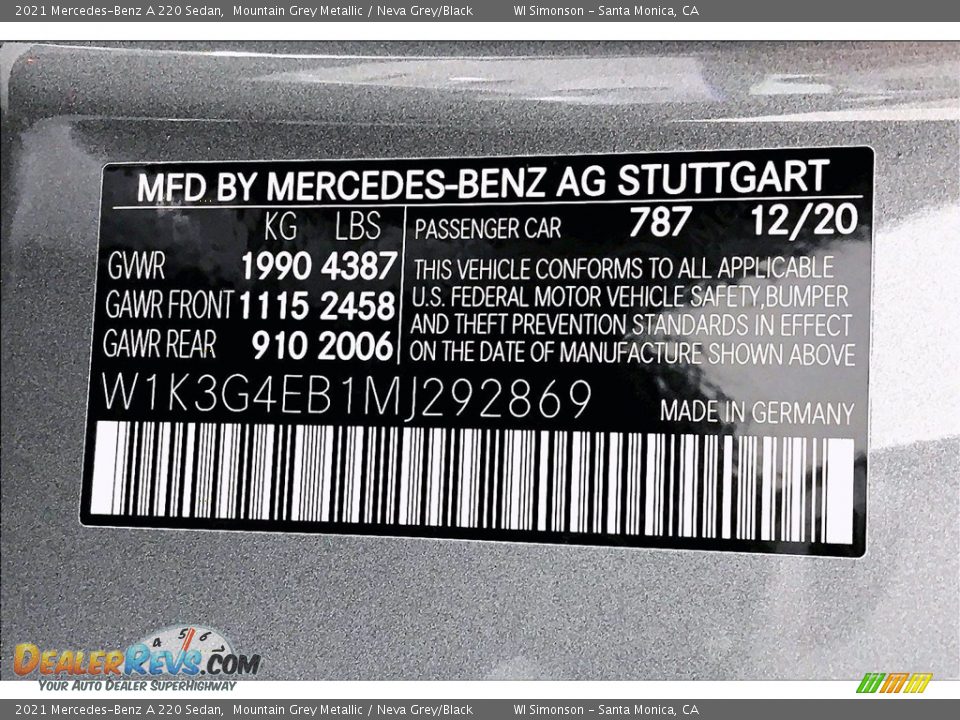 2021 Mercedes-Benz A 220 Sedan,  Mountain Grey Metallic / Neva Grey/Black          WI Simonson - Santa Monica, CA
MFD BY MERCEDES-BENZ AG STUTTGART
KG LBS PASSENGER CAR 787 12/20
GVWR 1990 4387 THIS VEHICLE CONFORMS TO ALL APPLICABLE
GAWR FRONT 1115 2458 U.S. FEDERAL MOTOR VEHICLE SAFETY,BUMPER
AND THEFT PREVENTION STANDARDS IN EFFECT
GAWR REAR 910 2006 ON THE DATE OF MANUFACTURE SHOWN ABOVE
W1K3G4EB1MJ292869 MADE IN GERMANY
4 5 6 7
DEALERREVS.COM
YOUR AUTO DEALER SUPERHIGHWAY
2021 Mercedes-Benz A 220 Sedan,  Mountain Grey Metallic / Neva Grey/Black          WI Simonson - Santa Monica, CA